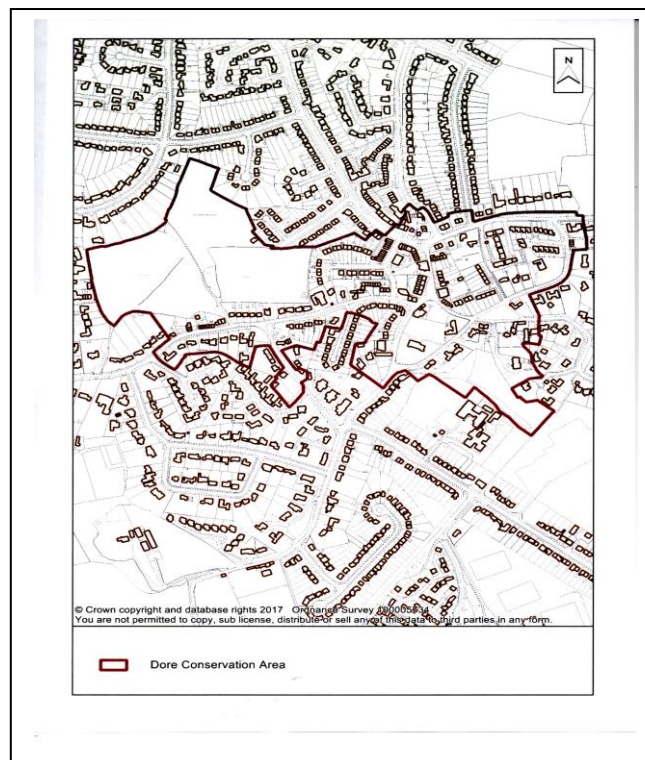 N
© Crown copyright and database rights 2017 Ordnance Survey 100005934
You are not permitted to copy, sub license, distribute or sell any of this data to third parties in any form.
Dore Conservation Area